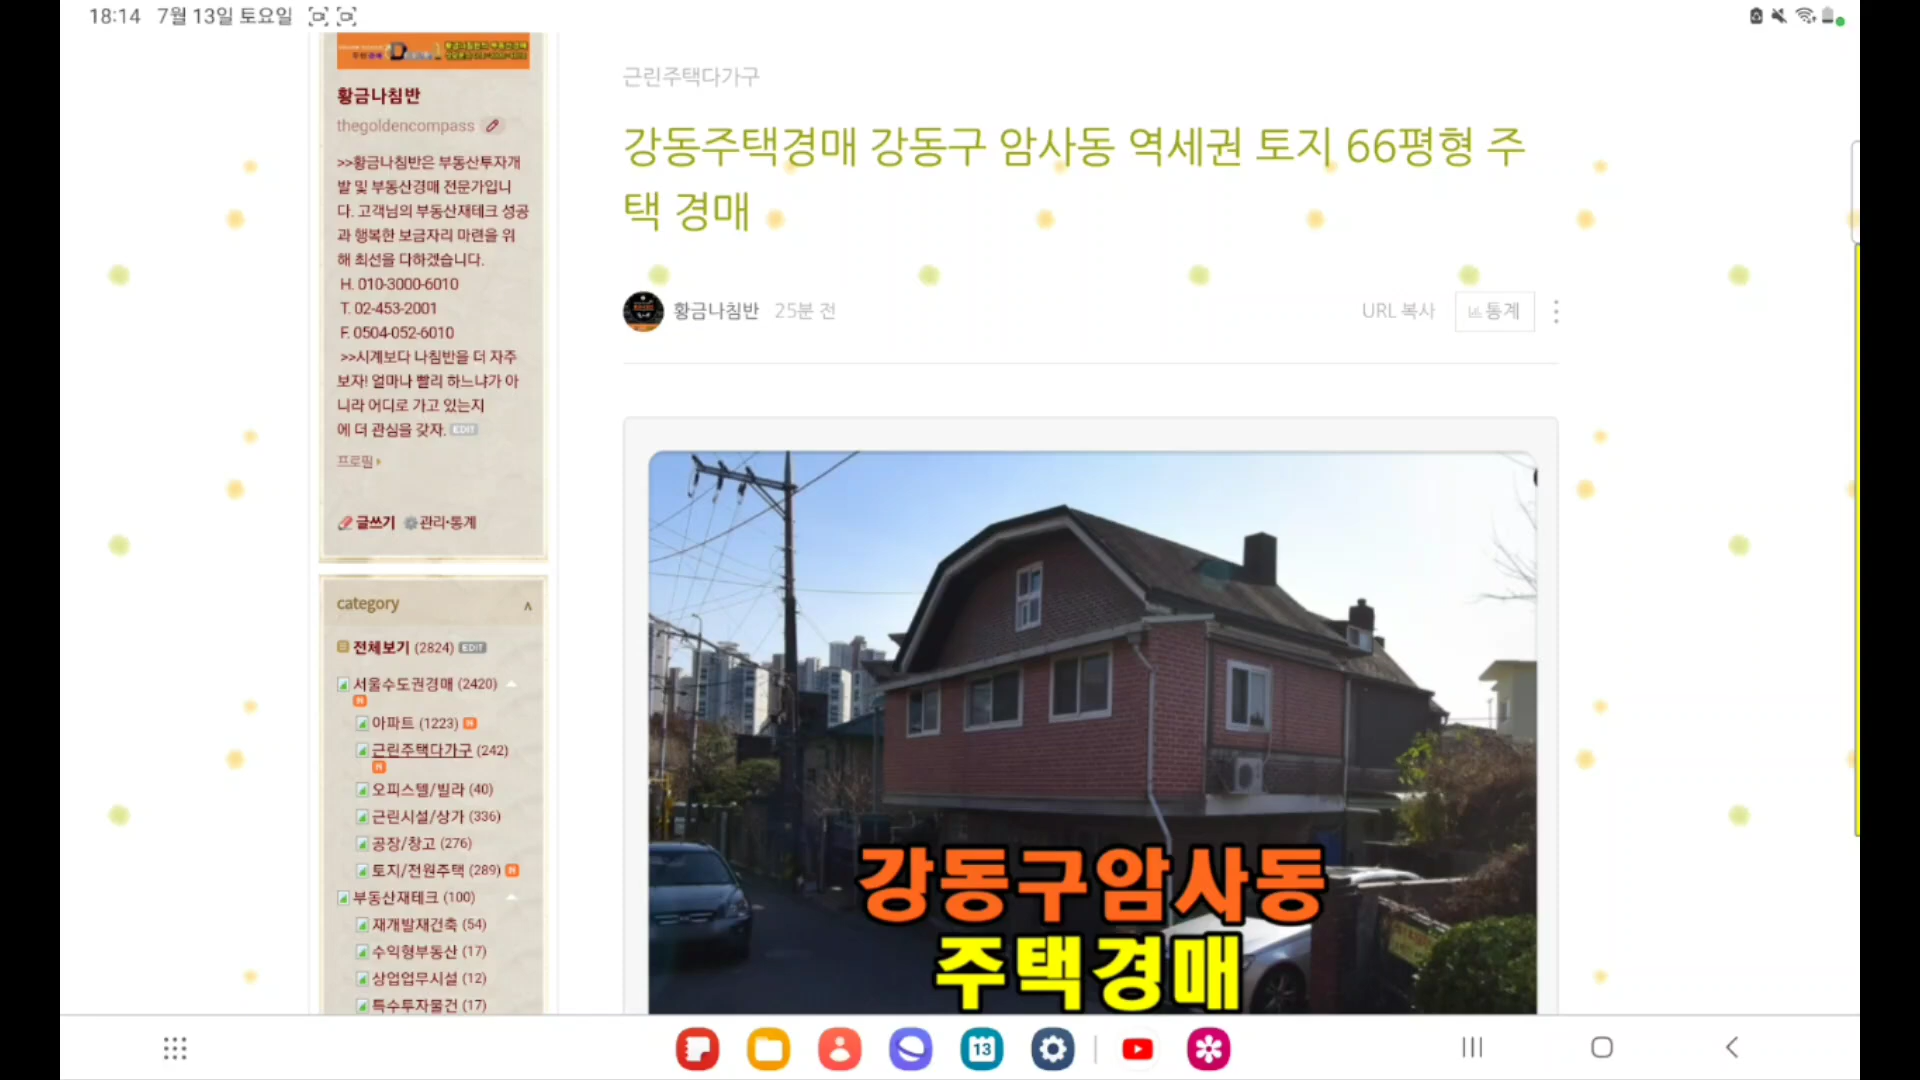 18:14 7월 13일 토요일
황금나침반
thegoldencompass
>>황금나침반은 부동산투자개
발 및 부동산경매 전문가입니
다. 고객님의 부동산재테크 성공
과 행복한 보금자리 마련을 위
해 최선을 다하겠습니다.
H. 010-3000-6010
T. 02-453-2001
F. 0504-052-6010
>>시계보다 나침반을 더 자주
보자! 얼마나 빨리 하느냐가 아
니라 어디로 가고 있는지
에 더 관심을 갖자. EDIT
프로필
글쓰기 관리·통계
category
전체보기 (2824) EDIT
서울수도권경매 (2420)
N
아파트 (1223) N
근린주택다가구 (242)
N
오피스텔/빌라 (40)
근린시설/상가 (336)
공장/창고 (276)
토지/전원주택 (289) N
부동산재테크 (100)
재개발재건축 (54)
수익형부동산 (17)
상업업무시설 (12)
특수투자물건 (17)
근린주택다가구
강동주택경매 강동구 암사동 역세권 토지 66평형 주
택 경매
황금나침반 25분 전
URL 복사 통계
강동구암사동
주택경매
13